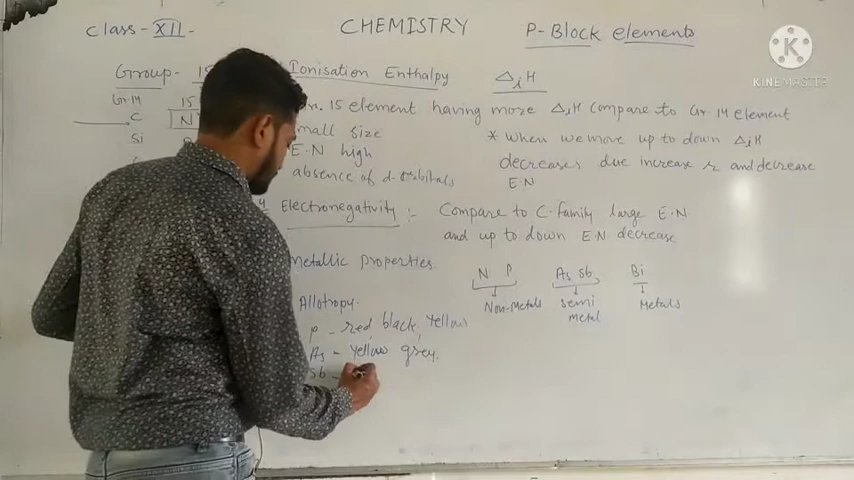 Class- XII-
CHEMISTRY
P-Block elements
Group- 15
Ionisation Enthalpy
ΔiH
Gr.14
15
C
N
Si
15 element having more ΔiH Compare to Gr. 14 element
small size
E.N high
absence of d-orbitals
* When we move up to down ΔiH
decreases due increase r and decrease
E.N
Electronegativity :-
Compare to C-family large E.N
and up to down E.N decrease
Metallic properties.
N P
Non-Metals
As Sb
Semi
metal
Bi
Metals
Allotropy-
P - red black yellow
As - yellow grey.
Sb -
KINEMASTER